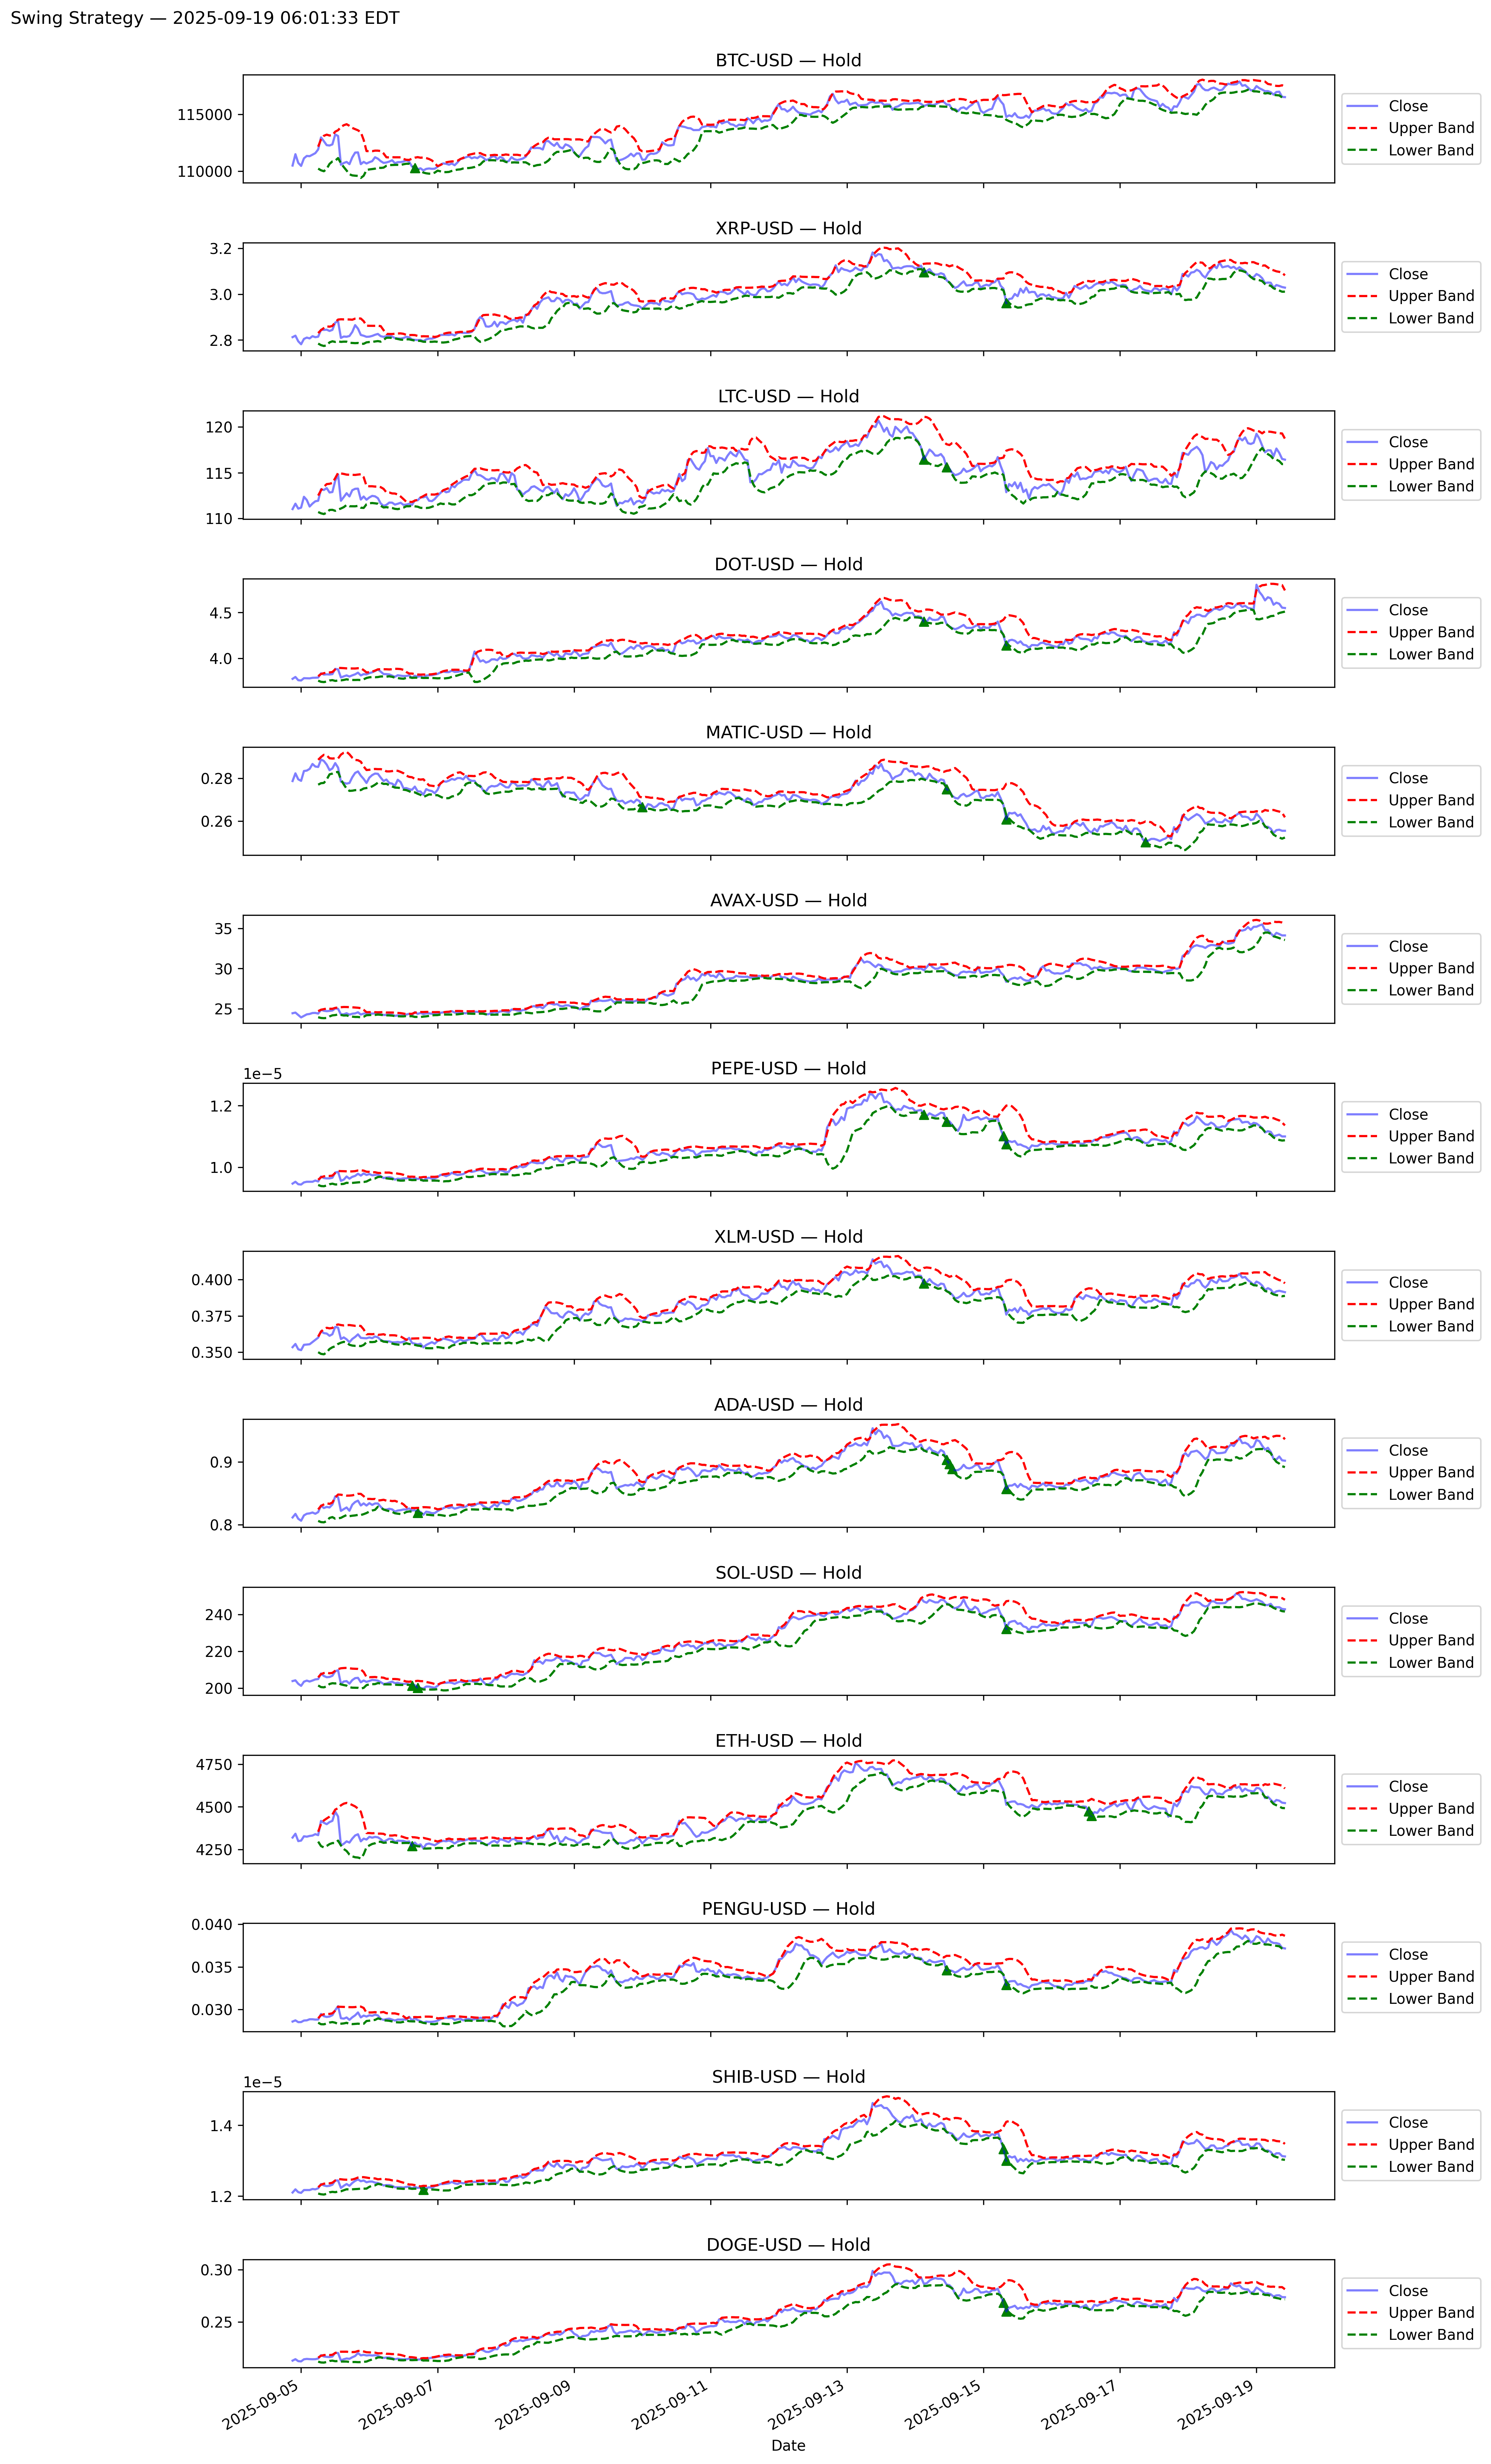 Swing Strategy — 2025-09-19 06:01:33 EDT
BTC-USD — Hold
115000
110000
Close
Upper Band
Lower Band
XRP-USD — Hold
3.2
3.0
2.8
Close
Upper Band
Lower Band
LTC-USD — Hold
120
115
110
Close
Upper Band
Lower Band
DOT-USD — Hold
4.5
4.0
Close
Upper Band
Lower Band
MATIC-USD — Hold
0.28
0.26
Close
Upper Band
Lower Band
AVAX-USD — Hold
35
30
25
Close
Upper Band
Lower Band
PEPE-USD — Hold
1e−5
1.2
1.0
Close
Upper Band
Lower Band
XLM-USD — Hold
0.400
0.375
0.350
Close
Upper Band
Lower Band
ADA-USD — Hold
0.9
0.8
Close
Upper Band
Lower Band
SOL-USD — Hold
240
220
200
Close
Upper Band
Lower Band
ETH-USD — Hold
4750
4500
4250
Close
Upper Band
Lower Band
PENGU-USD — Hold
0.040
0.035
0.030
Close
Upper Band
Lower Band
SHIB-USD — Hold
1e−5
1.4
1.2
Close
Upper Band
Lower Band
DOGE-USD — Hold
0.30
0.25
Close
Upper Band
Lower Band
2025-09-05
2025-09-07
2025-09-09
2025-09-11
2025-09-13
2025-09-15
2025-09-17
2025-09-19
Date